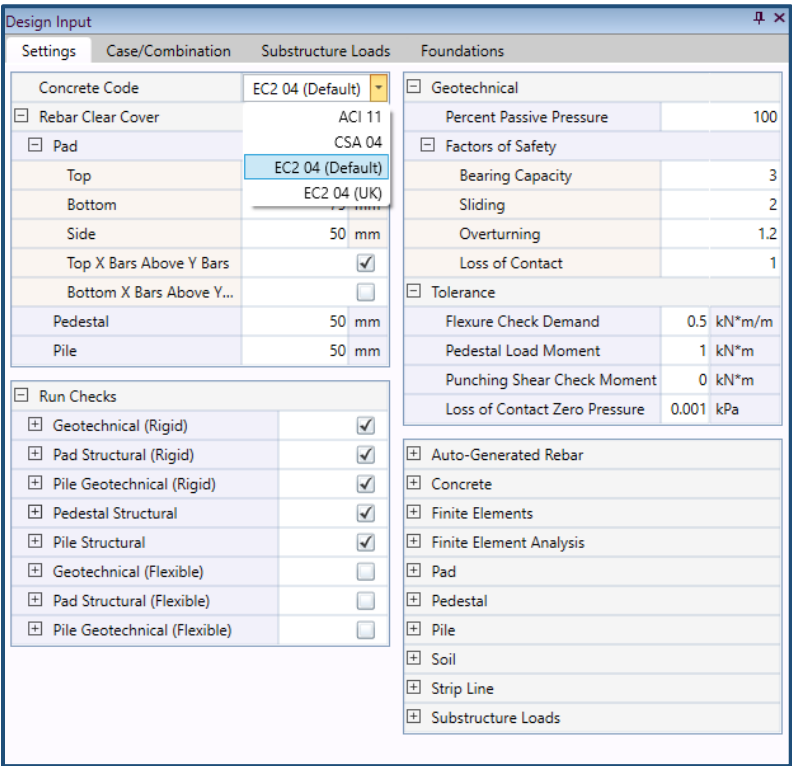 Design Input
Settings Case/Combination Substructure Loads Foundations
Concrete Code EC2 04 (Default)
ACI 11
CSA 04
EC2 04 (Default)
EC2 04 (UK)
Rebar Clear Cover
Pad
Top
Bottom mm
Side 50 mm
Top X Bars Above Y Bars
Bottom X Bars Above Y...
Pedestal 50 mm
Pile 50 mm
Run Checks
Geotechnical (Rigid)
Pad Structural (Rigid)
Pile Geotechnical (Rigid)
Pedestal Structural
Pile Structural
Geotechnical (Flexible)
Pad Structural (Flexible)
Pile Geotechnical (Flexible)
Geotechnical
Percent Passive Pressure 100
Factors of Safety
Bearing Capacity 3
Sliding 2
Overturning 1.2
Loss of Contact 1
Tolerance
Flexure Check Demand 0.5 kN*m/m
Pedestal Load Moment 1 kN*m
Punching Shear Check Moment 0 kN*m
Loss of Contact Zero Pressure 0.001 kPa
Auto-Generated Rebar
Concrete
Finite Elements
Finite Element Analysis
Pad
Pedestal
Pile
Soil
Strip Line
Substructure Loads